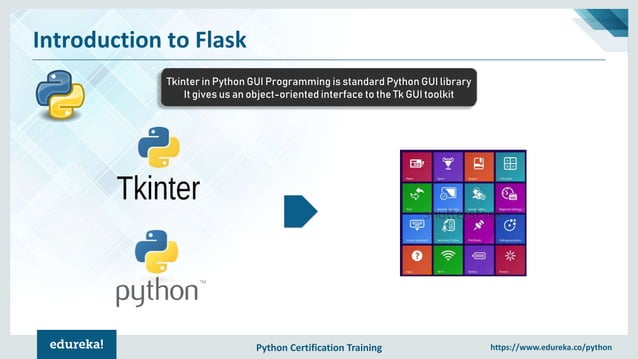 Introduction to Flask
Tkinter in Python GUI Programming is standard Python GUI library
It gives us an object-oriented interface to the Tk GUI toolkit
Tkinter
python™
edureka!
Python Certification Training
https://www.edureka.co/python